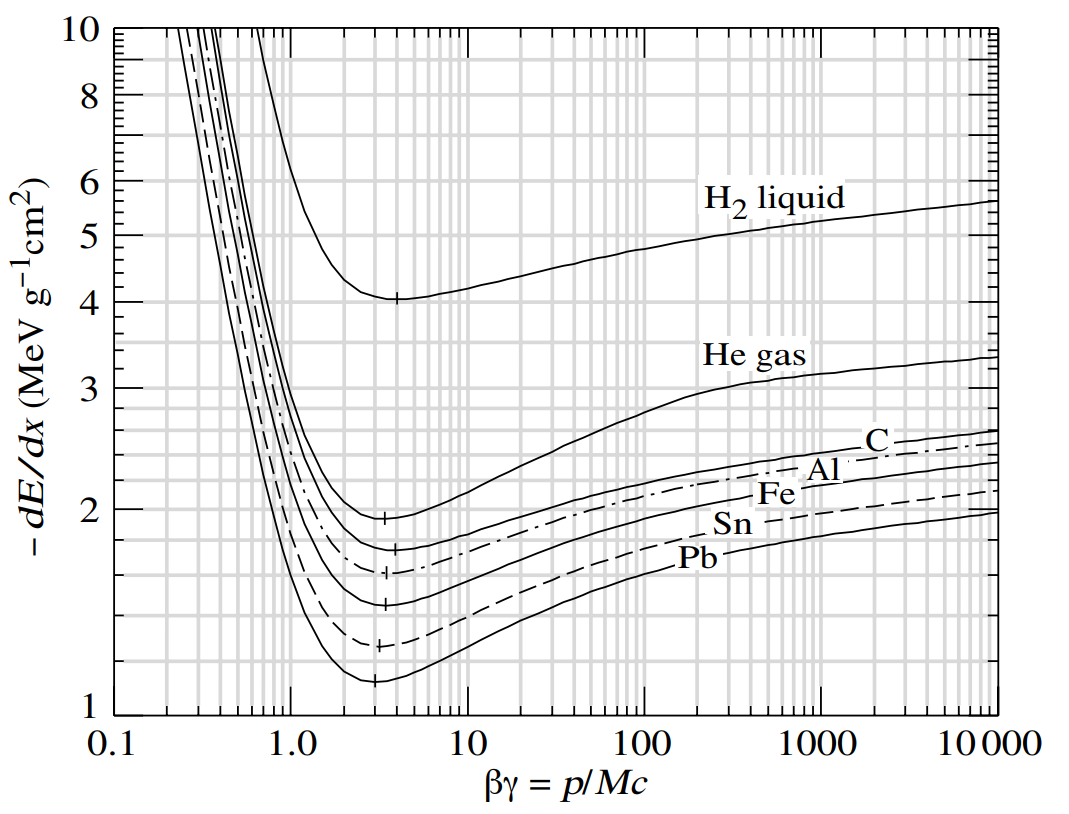 10
8
6
5
4
3
2
1
− dE/dx (MeV g⁻¹cm²)
H₂ liquid
He gas
C
Al
Fe
Sn
Pb
0.1 1.0 10 100 1000 10 000
βγ = p/Mc